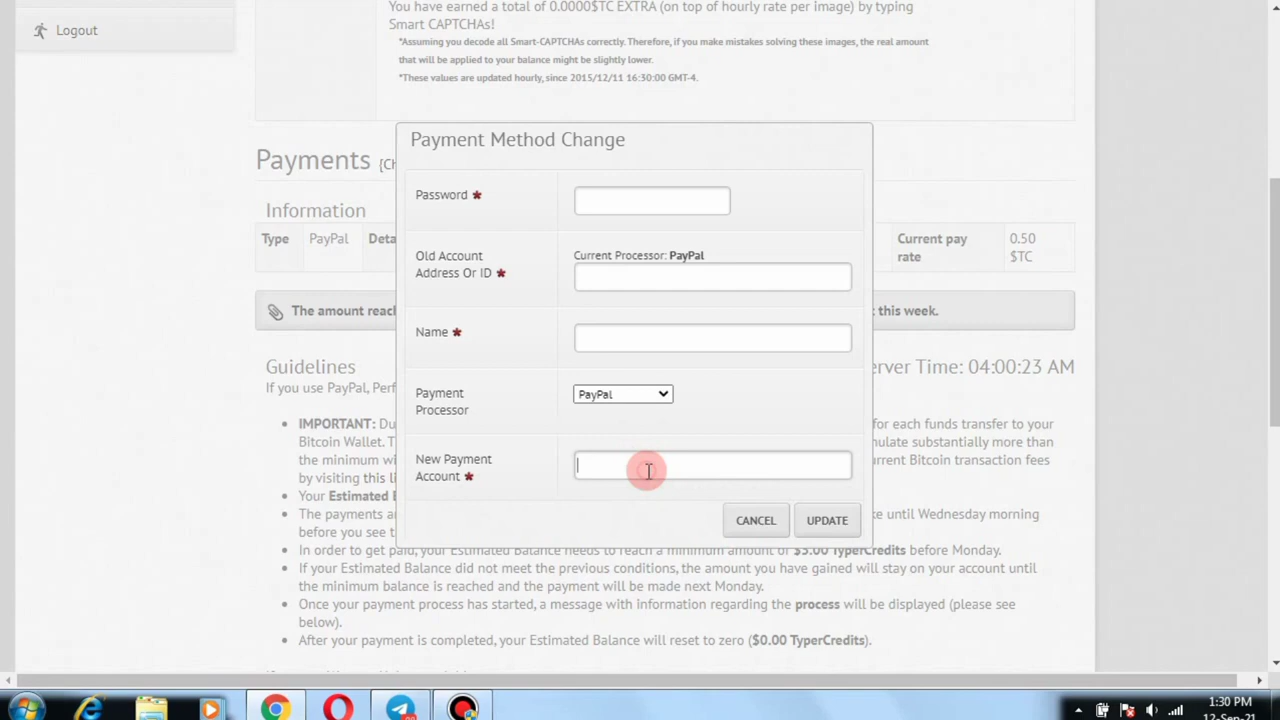 You have earned a total of 0.0000$TC EXTRA (on top of hourly rate per image) by typing
Smart CAPTCHAs!
Logout
*Assuming you decode all Smart-CAPTCHAs correctly. Therefore, if you make mistakes solving these images, the real amount
that will be applied to your balance might be slightly lower.
*These values are updated hourly, since 2015/12/11 16:30:00 GMT-4.
Payment Method Change
Payments
Password *
Information
Type PayPal
Current pay
rate
0.50
$TC
Old Account
Address Or ID *
Current Processor: PayPal
The amount
this week.
Name *
Guidelines
Server Time: 04:00:23 AM
If you use PayPal,
Payment
Processor
PayPal
IMPORTANT:
for each funds transfer to your
Bitcoin Wallet.
substantially more than
the minimum
Bitcoin transaction fees
by visiting this
New Payment
Account *
Your Estimated
The payments
until Wednesday morning
before you see
CANCEL UPDATE
In order to get paid, your Estimated Balance needs to reach a minimum amount of $3.00 TyperCredits before Monday.
If your Estimated Balance did not meet the previous conditions, the amount you have gained will stay on your account until
the minimum balance is reached and the payment will be made next Monday.
Once your payment process has started, a message with information regarding the process will be displayed (please see
below).
After your payment is completed, your Estimated Balance will reset to zero ($0.00 TyperCredits).
1:30 PM
12-Sep-21